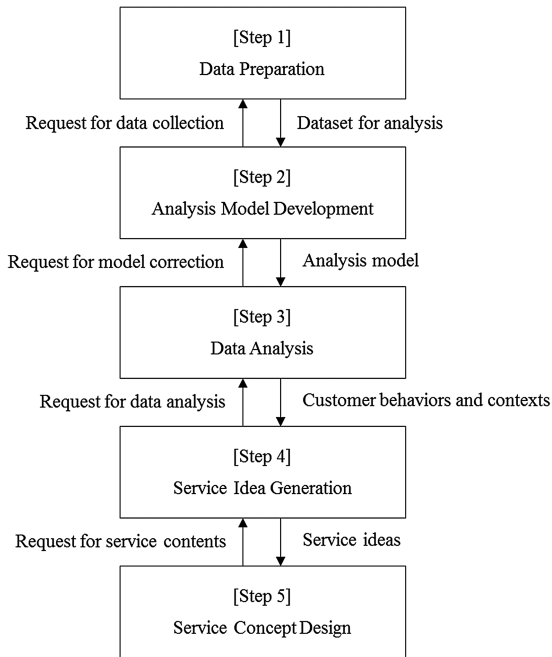 [Step 1]
Data Preparation
Request for data collection
Dataset for analysis
[Step 2]
Analysis Model Development
Request for model correction
Analysis model
[Step 3]
Data Analysis
Request for data analysis
Customer behaviors and contexts
[Step 4]
Service Idea Generation
Request for service contents
Service ideas
[Step 5]
Service Concept Design